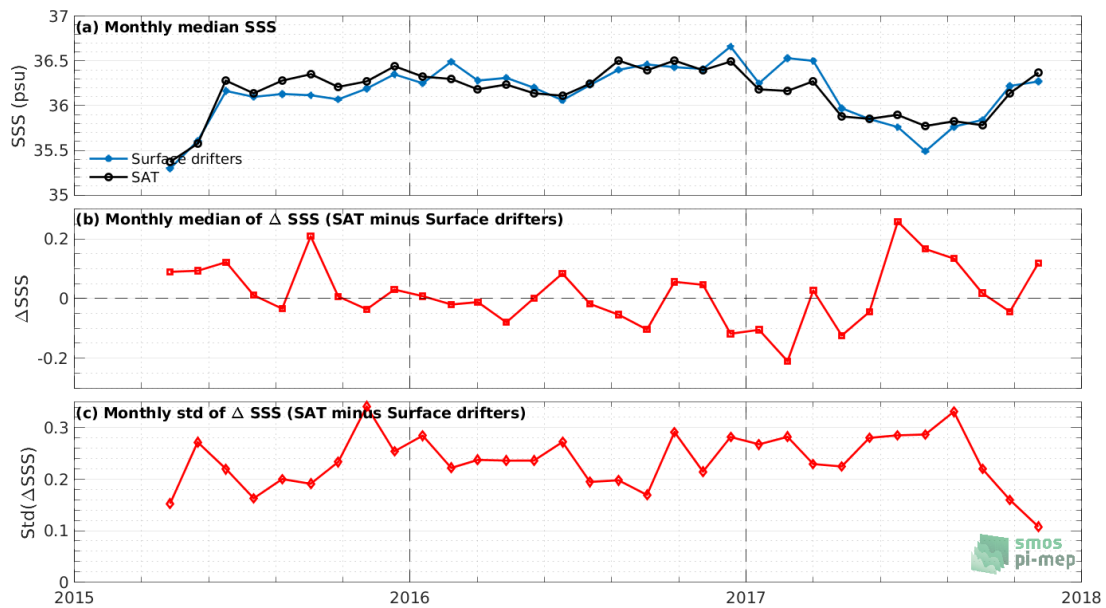 37
(a) Monthly median SSS
36.5
36
35.5
35
SSS (psu)
Surface drifters
SAT
(b) Monthly median of Δ SSS (SAT minus Surface drifters)
0.2
0
-0.2
ΔSSS
(c) Monthly std of Δ SSS (SAT minus Surface drifters)
0.3
0.2
0.1
0
Std(ΔSSS)
smos
pi-mep
2015 2016 2017 2018